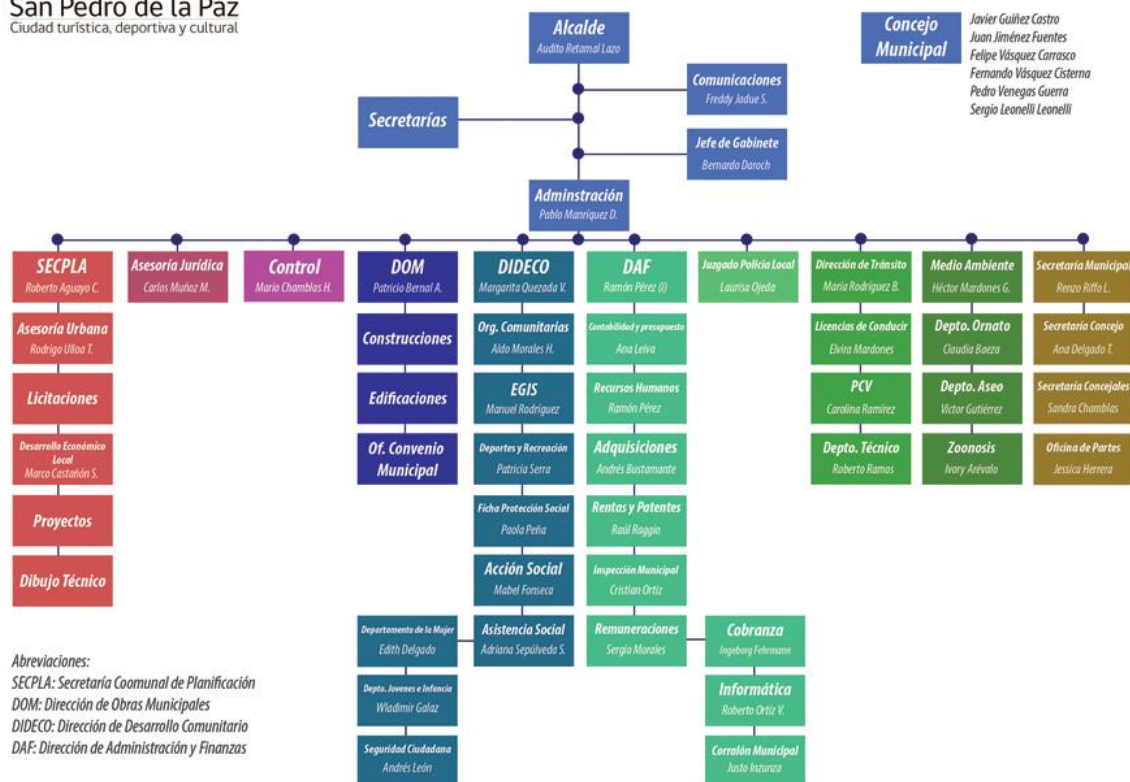 San Pedro de la Paz
Ciudad turística, deportiva y cultural
Alcalde
Audito Retamal Lazo
Concejo
Municipal
Javier Guiñez Castro
Juan Jiménez Fuentes
Felipe Vásquez Carrasco
Fernando Vásquez Cisterna
Pedro Venegas Guerra
Sergio Leonelli Leonelli
Comunicaciones
Freddy Jadue S.
Secretarías
Jefe de Gabinete
Bernardo Daroch
Adminstración
Pablo Manríquez D.
SECPLA
Roberto Aguayo C.
Asesoría Urbana
Rodrigo Ulloa T.
Licitaciones
Desarrollo Económico
Local
Marco Castañón S.
Proyectos
Dibujo Técnico
Asesoría Jurídica
Carlos Muñoz M.
Control
Mario Chamblas H.
DOM
Patricio Bernal A.
Construcciones
Edificaciones
Of. Convenio
Municipal
DIDECO
Margarita Quezada V.
Org. Comunitarias
Aldo Morales H.
EGIS
Manuel Rodríguez
Deportes y Recreación
Patricia Serra
Ficha Protección Social
Paola Peña
Acción Social
Mabel Fonseca
Asistencia Social
Adriana Sepúlveda S.
Departamento de la Mujer
Edith Delgado
Depto. Jovenes e Infancia
Wladimir Galaz
Seguridad Ciudadana
Andrés León
DAF
Ramón Pérez (i)
Contabilidad y presupuesto
Ana Leiva
Recursos Humanos
Ramón Pérez
Adquisiciones
Andrés Bustamante
Rentas y Patentes
Raúl Raggio
Inspección Municipal
Cristian Ortíz
Remuneraciones
Sergio Morales
Cobranza
Ingeborg Fehrmann
Informática
Roberto Ortíz V.
Corralón Municipal
Justo Inzunza
Juzgado Policía Local
Laurisa Ojeda
Dirección de Tránsito
María Rodríguez B.
Licencias de Conducir
Elvira Mardones
PCV
Carolina Ramírez
Depto. Técnico
Roberto Ramos
Medio Ambiente
Héctor Mardones G.
Depto. Ornato
Claudia Baeza
Depto. Aseo
Victor Gutiérrez
Zoonosis
Ivory Arévalo
Secretaría Municipal
Renzo Riffo L.
Secretaría Concejo
Ana Delgado T.
Secretaría Concejales
Sandra Chamblas
Oficina de Partes
Jessica Herrera
Abreviaciones:
SECPLA: Secretaría Coomunal de Planificación
DOM: Dirección de Obras Municipales
DIDECO: Dirección de Desarrollo Comunitario
DAF: Dirección de Administración y Finanzas